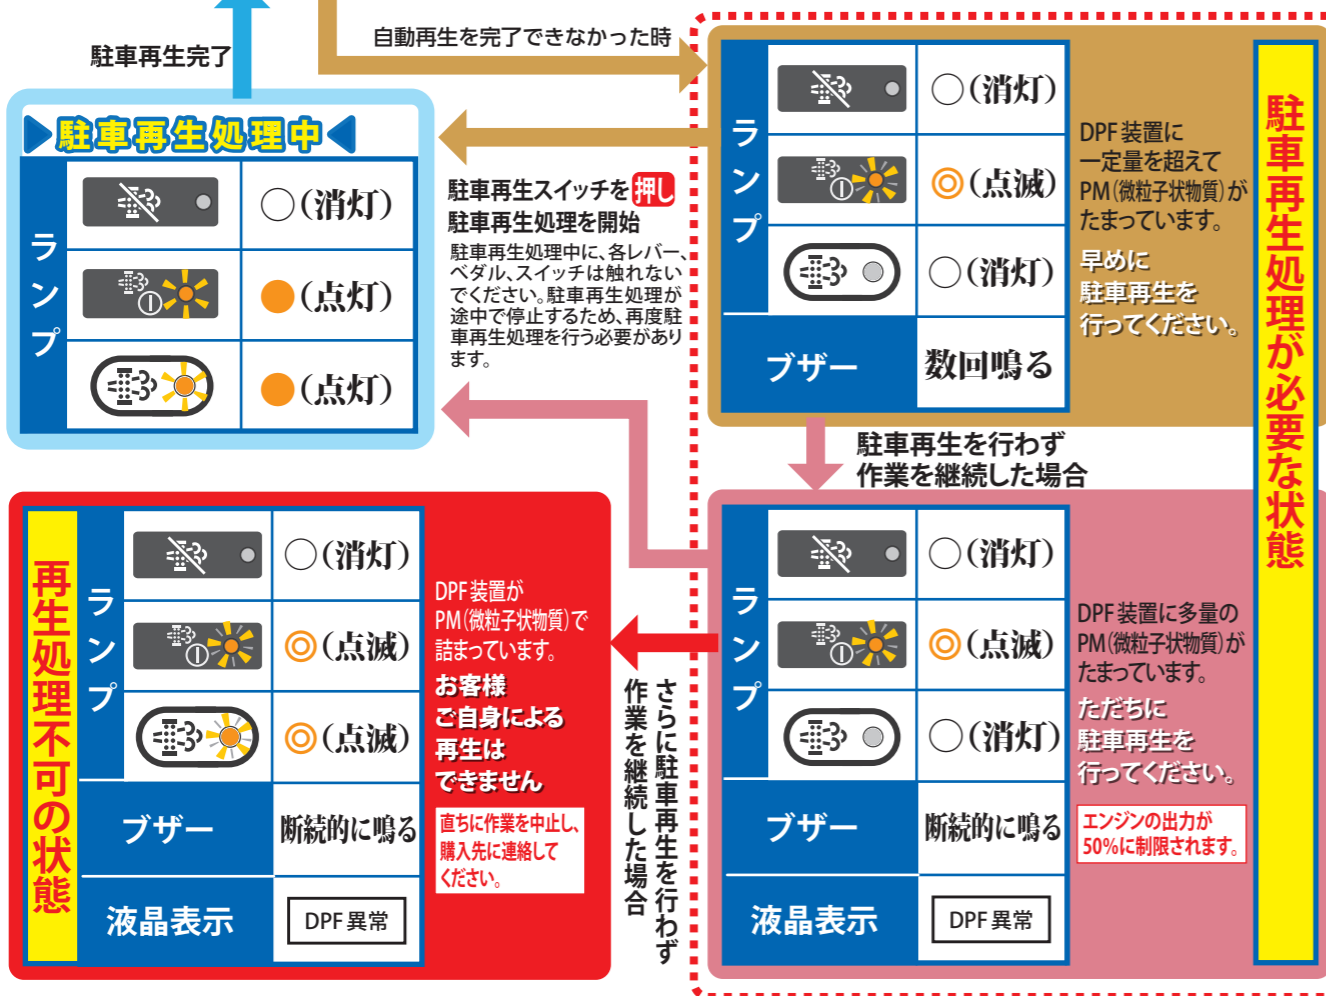 駐車再生完了
自動再生を完了できなかった時
駐車再生処理中
ランプ
○(消灯)
●(点灯)
●(点灯)
駐車再生スイッチを押し
駐車再生処理を開始
駐車再生処理中に、各レバー、
ペダル、スイッチは触れない
でください。駐車再生処理が
途中で停止するため、再度駐
車再生処理を行う必要があり
ます。
駐車再生処理が必要な状態
ランプ
○(消灯)
◎(点滅)
○(消灯)
ブザー
数回鳴る
DPF装置に
一定量を超えて
PM(微粒子状物質)が
たまっています。
早めに
駐車再生を
行ってください。
駐車再生を行わず
作業を継続した場合
ランプ
○(消灯)
◎(点滅)
○(消灯)
ブザー
断続的に鳴る
液晶表示
DPF異常
DPF装置に多量の
PM(微粒子状物質)が
たまっています。
ただちに
駐車再生を
行ってください。
エンジンの出力が
50%に制限されます。
さらに駐車再生を行わず
作業を継続した場合
再生処理不可の状態
ランプ
○(消灯)
◎(点滅)
◎(点滅)
ブザー
断続的に鳴る
液晶表示
DPF異常
DPF装置が
PM(微粒子状物質)で
詰まっています。
お客様
ご自身による
再生は
できません
直ちに作業を中止し、
購入先に連絡して
ください。